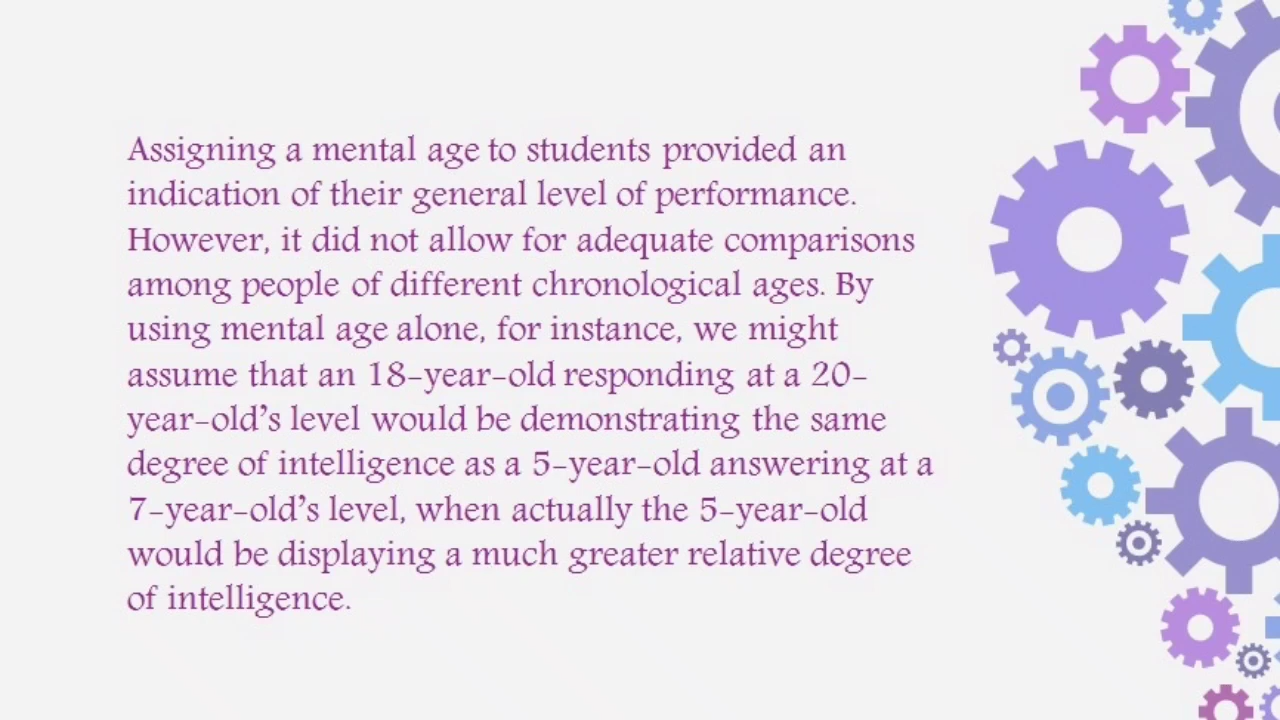 Assigning a mental age to students provided an
indication of their general level of performance.
However, it did not allow for adequate comparisons
among people of different chronological ages. By
using mental age alone, for instance, we might
assume that an 18-year-old responding at a 20-
year-old’s level would be demonstrating the same
degree of intelligence as a 5-year-old answering at a
7-year-old’s level, when actually the 5-year-old
would be displaying a much greater relative degree
of intelligence.